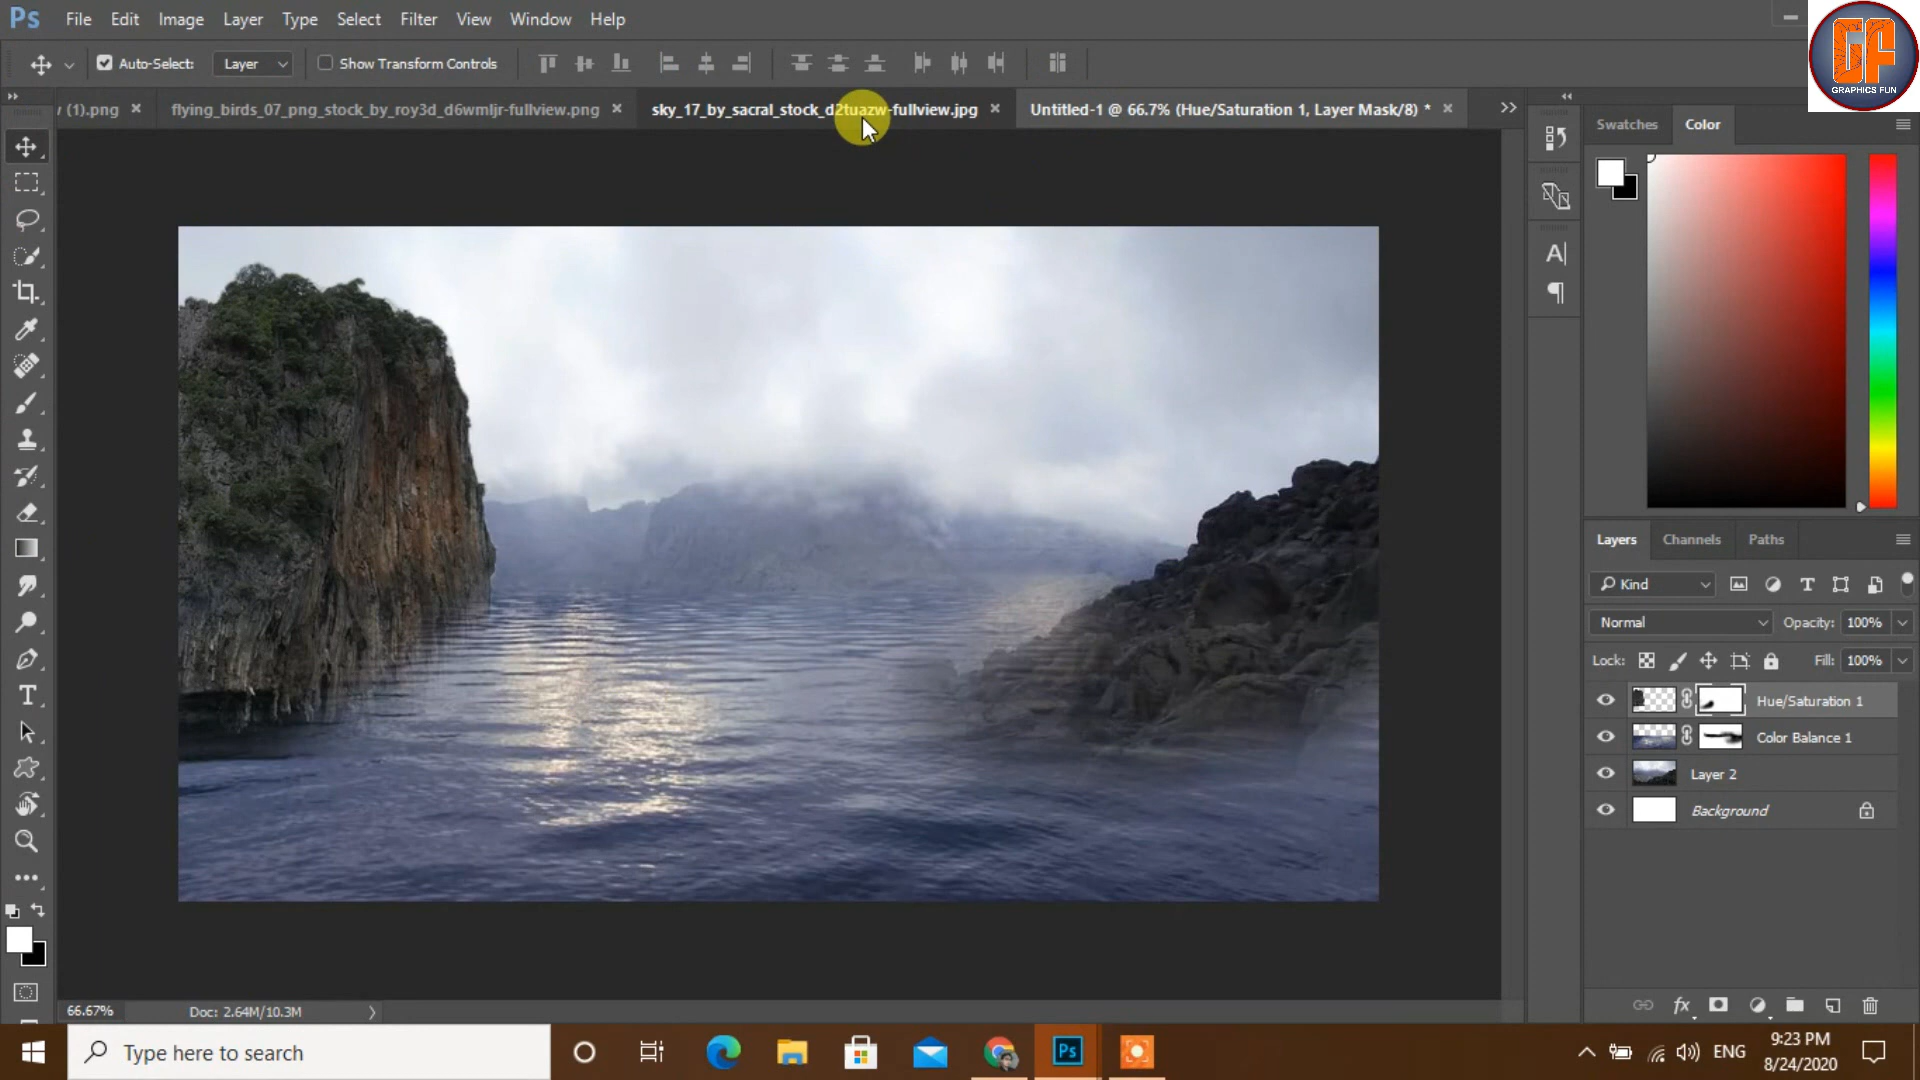 Ps File Edit Image Layer Type Select Filter View Window Help
Auto-Select: Layer Show Transform Controls
GF
GRAPHICS FUN
(1).png × flying_birds_07_png_stock_by_roy3d_d6wmljr-fullview.png × sky_17_by_sacral_stock_d2tuazw-fullview.jpg × Untitled-1 @ 66.7% (Hue/Saturation 1, Layer Mask/8) * ×
Swatches Color
Layers Channels Paths
Kind
Normal Opacity: 100%
Lock: Fill: 100%
Hue/Saturation 1
Color Balance 1
Layer 2
Background
66.67% Doc: 2.64M/10.3M
Type here to search
Ps
ENG
9:23 PM
8/24/2020